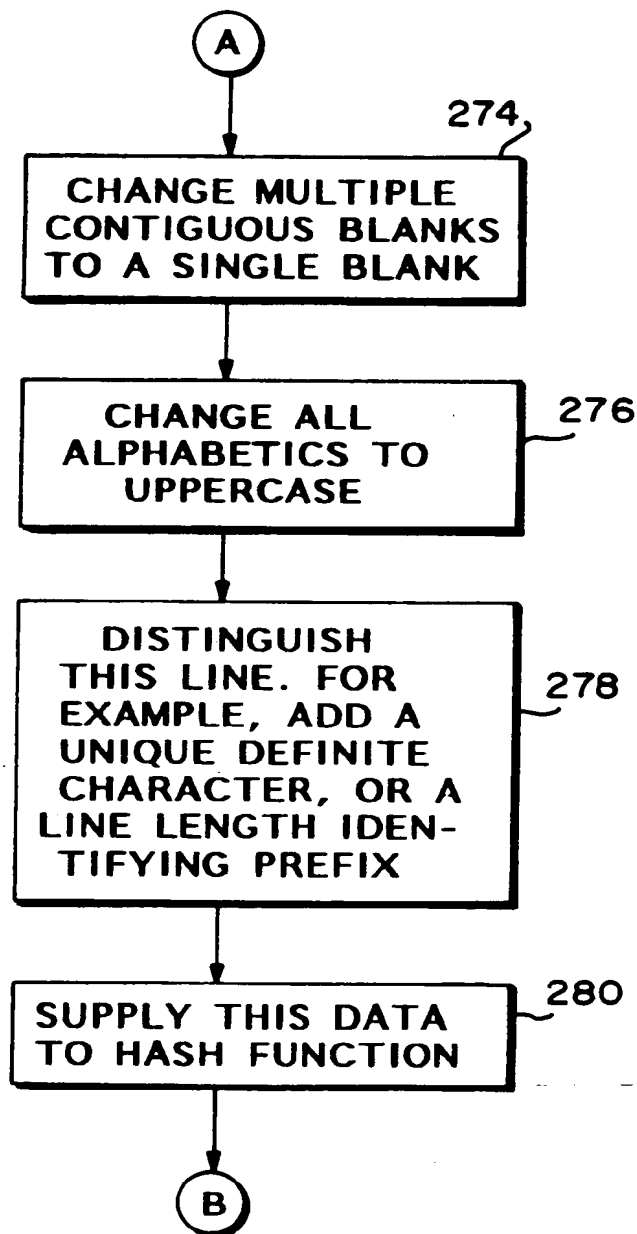 A
274
CHANGE MULTIPLE
CONTIGUOUS BLANKS
TO A SINGLE BLANK
276
CHANGE ALL
ALPHABETICS TO
UPPERCASE
278
DISTINGUISH
THIS LINE. FOR
EXAMPLE, ADD A
UNIQUE DEFINITE
CHARACTER, OR A
LINE LENGTH IDEN-
TIFYING PREFIX
280
SUPPLY THIS DATA
TO HASH FUNCTION
B